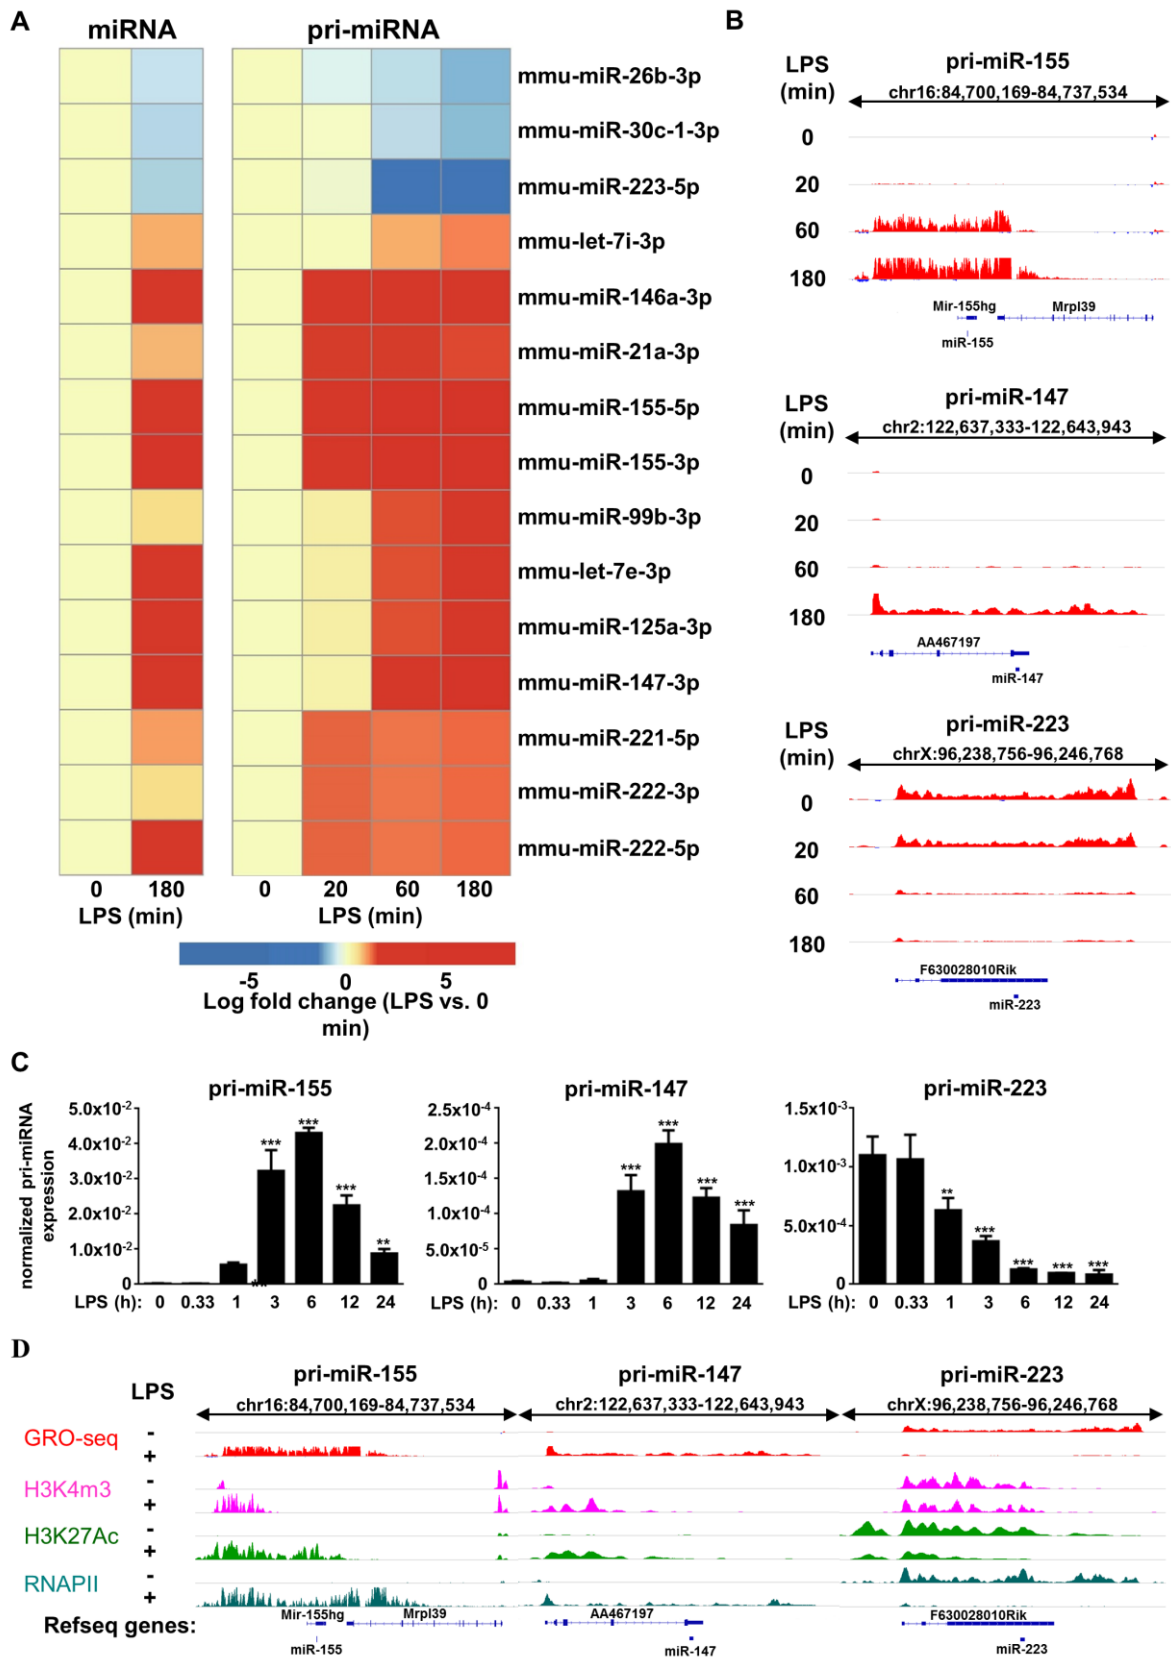 A
miRNA
pri-miRNA
mmu-miR-26b-3p
mmu-miR-30c-1-3p
mmu-miR-223-5p
mmu-let-7i-3p
mmu-miR-146a-3p
mmu-miR-21a-3p
mmu-miR-155-5p
mmu-miR-155-3p
mmu-miR-99b-3p
mmu-let-7e-3p
mmu-miR-125a-3p
mmu-miR-147-3p
mmu-miR-221-5p
mmu-miR-222-3p
mmu-miR-222-5p
0 180 0 20 60 180
LPS (min) LPS (min)
-5 0 5
Log fold change (LPS vs. 0
min)
B
LPS
(min)
pri-miR-155
chr16:84,700,169-84,737,534
0
20
60
180
Mir-155hg Mrpl39
miR-155
LPS
(min)
pri-miR-147
chr2:122,637,333-122,643,943
0
20
60
180
AA467197
miR-147
LPS
(min)
pri-miR-223
chrX:96,238,756-96,246,768
0
20
60
180
F630028010Rik
miR-223
C
normalized pri-miRNA
expression
pri-miR-155
5.0x10-2
4.0x10-2
3.0x10-2
2.0x10-2
1.0x10-2
0
*** *** *** **
**
LPS (h): 0 0.33 1 3 6 12 24
pri-miR-147
2.5x10-4
2.0x10-4
1.5x10-4
1.0x10-4
5.0x10-5
0
*** *** *** ***
LPS (h): 0 0.33 1 3 6 12 24
pri-miR-223
1.5x10-3
1.0x10-3
5.0x10-4
0
** *** *** *** ***
LPS (h): 0 0.33 1 3 6 12 24
D
LPS
pri-miR-155 pri-miR-147 pri-miR-223
chr16:84,700,169-84,737,534 chr2:122,637,333-122,643,943 chrX:96,238,756-96,246,768
GRO-seq - +
H3K4m3 - +
H3K27Ac - +
RNAPII - +
Refseq genes:
Mir-155hg Mrpl39 AA467197 F630028010Rik
miR-155 miR-147 miR-223